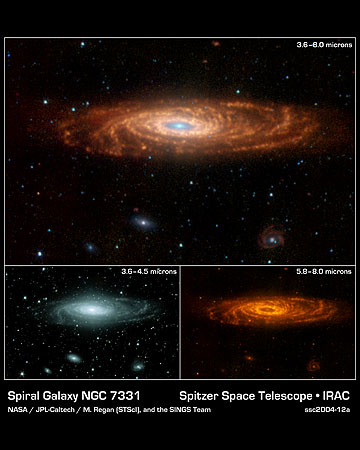 3.6–8.0 microns
3.6–4.5 microns
5.8–8.0 microns
Spiral Galaxy NGC 7331
Spitzer Space Telescope • IRAC
NASA / JPL-Caltech / M. Regan (STScI), and the SINGS Team
ssc2004-12a